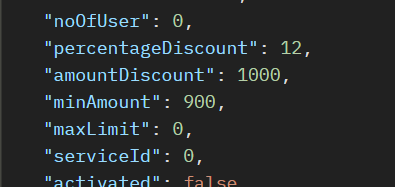 "noOfUser": 0,
"percentageDiscount": 12,
"amountDiscount": 1000,
"minAmount": 900,
"maxLimit": 0,
"serviceId": 0,
"activated": false